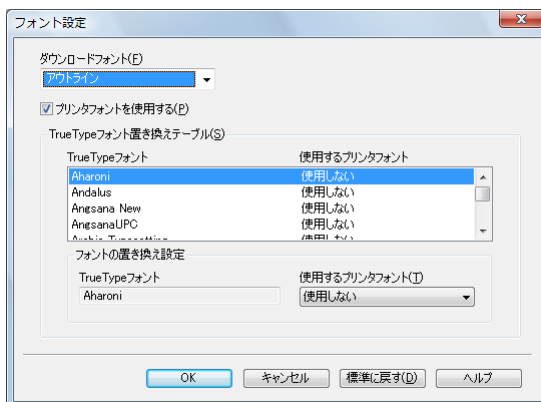 フォント設定
ダウンロードフォント(F)
アウトライン
プリンタフォントを使用する(P)
TrueTypeフォント置き換えテーブル(S)
TrueTypeフォント 使用するプリンタフォント
Aharoni 使用しない
Andalus 使用しない
Angsana New 使用しない
AngsanaUPC 使用しない
Arabic Typesetting 使用しない
フォントの置き換え設定
TrueTypeフォント 使用するプリンタフォント(T)
Aharoni 使用しない
OK キャンセル 標準に戻す(D) ヘルプ